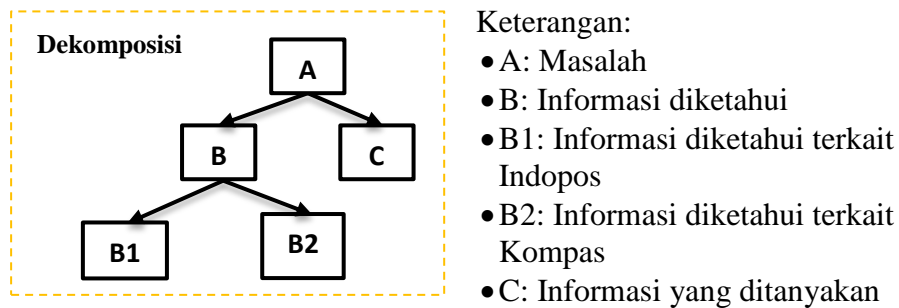 Dekomposisi
A
B
C
B1
B2
Keterangan:
•A: Masalah
•B: Informasi diketahui
•B1: Informasi diketahui terkait
Indopos
•B2: Informasi diketahui terkait
Kompas
•C: Informasi yang ditanyakan